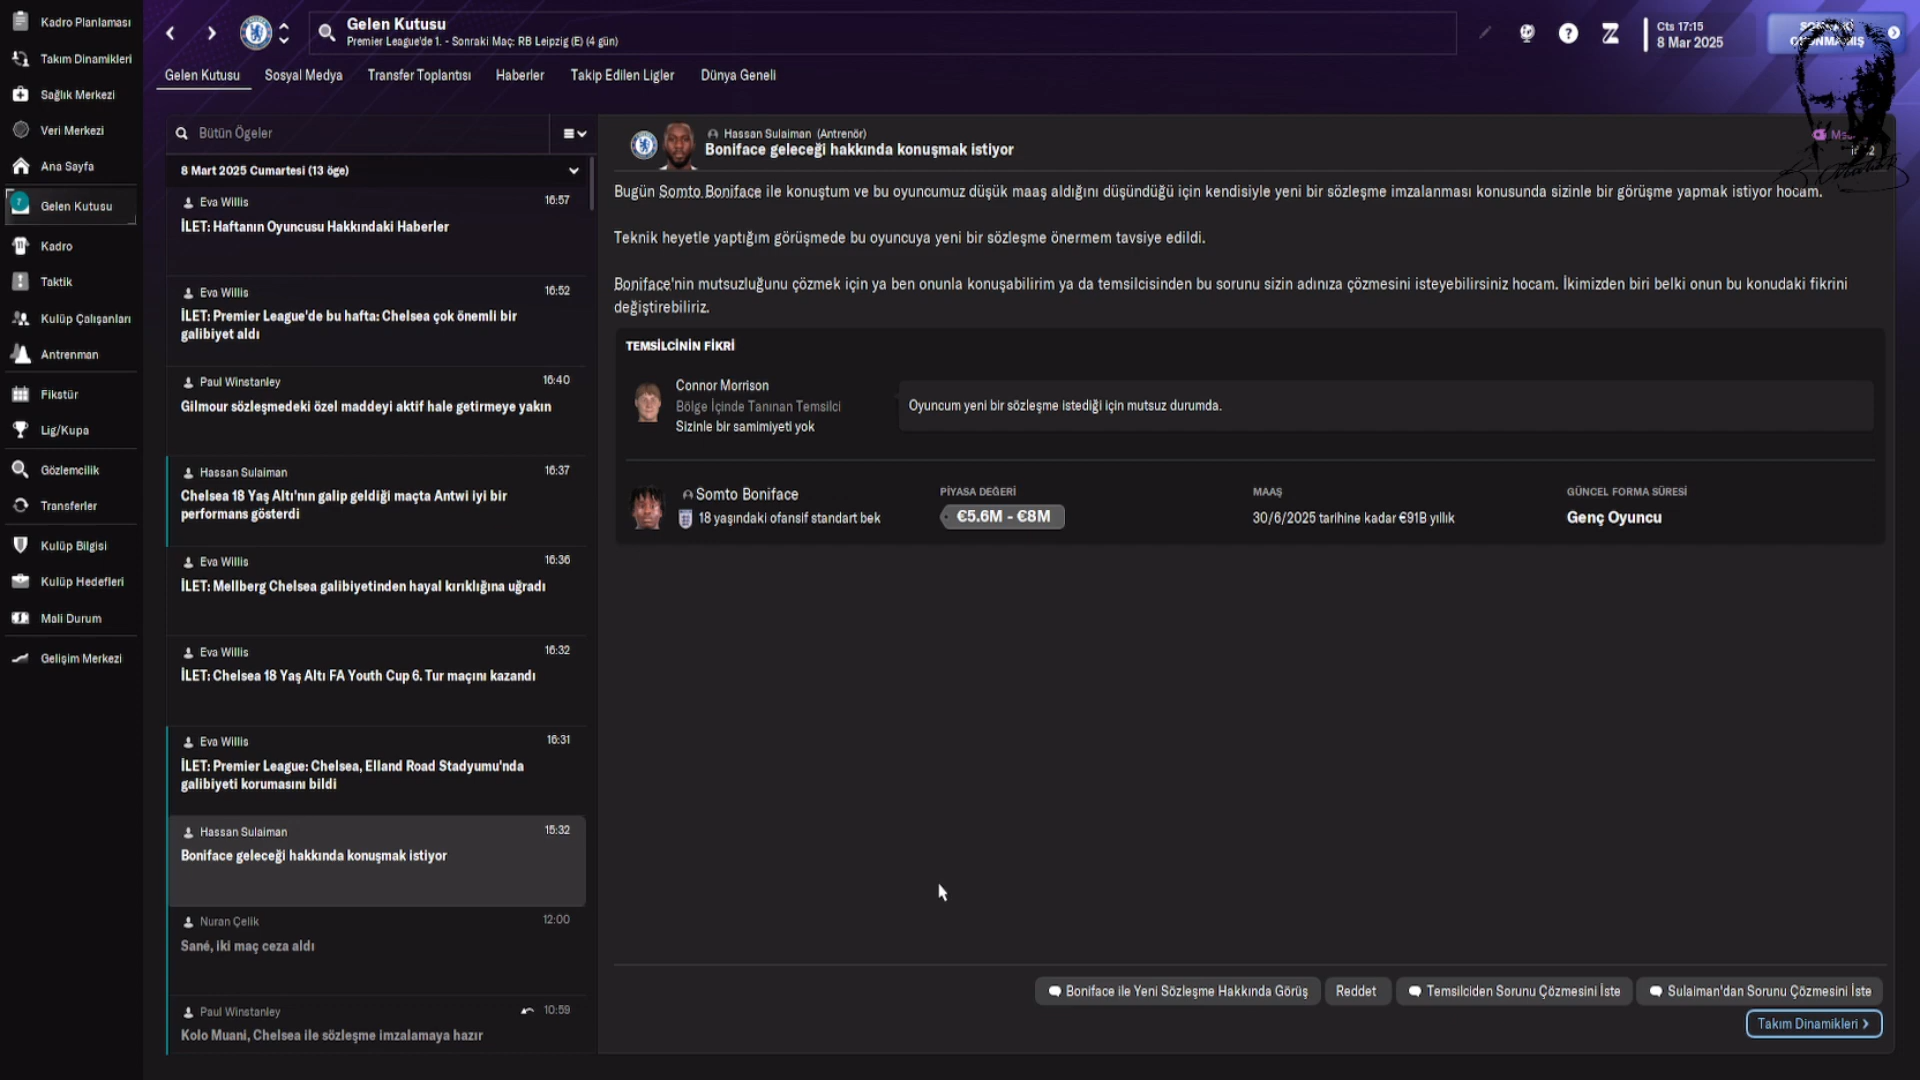 Kadro Planlaması
Takım Dinamikleri
Sağlık Merkezi
Veri Merkezi
Ana Sayfa
7
Gelen Kutusu
Kadro
Taktik
Kulüp Çalışanları
Antrenman
Fikstür
Lig/Kupa
Gözlemcilik
Transferler
Kulüp Bilgisi
Kulüp Hedefleri
Mali Durum
Gelişim Merkezi
Gelen Kutusu
Premier League'de 1. - Sonraki Maç: RB Leipzig (E) (4 gün)
Cts 17:15
8 Mar 2025
Gelen Kutusu Sosyal Medya Transfer Toplantısı Haberler Takip Edilen Ligler Dünya Geneli
Bütün Ögeler
8 Mart 2025 Cumartesi (13 öge)
Eva Willis 16:57
İLET: Haftanın Oyuncusu Hakkındaki Haberler
Eva Willis 16:52
İLET: Premier League'de bu hafta: Chelsea çok önemli bir
galibiyet aldı
Paul Winstanley 16:40
Gilmour sözleşmedeki özel maddeyi aktif hale getirmeye yakın
Hassan Sulaiman 16:37
Chelsea 18 Yaş Altı'nın galip geldiği maçta Antwi iyi bir
performans gösterdi
Eva Willis 16:36
İLET: Mellberg Chelsea galibiyetinden hayal kırıklığına uğradı
Eva Willis 16:32
İLET: Chelsea 18 Yaş Altı FA Youth Cup 6. Tur maçını kazandı
Eva Willis 16:31
İLET: Premier League: Chelsea, Elland Road Stadyumu'nda
galibiyeti korumasını bildi
Hassan Sulaiman 15:32
Boniface geleceği hakkında konuşmak istiyor
Nuran Çelik 12:00
Sané, iki maç ceza aldı
Paul Winstanley 10:59
Kolo Muani, Chelsea ile sözleşme imzalamaya hazır
Hassan Sulaiman (Antrenör)
Boniface geleceği hakkında konuşmak istiyor
Bugün Somto Boniface ile konuştum ve bu oyuncumuz düşük maaş aldığını düşündüğü için kendisiyle yeni bir sözleşme imzalanması konusunda sizinle bir görüşme yapmak istiyor hocam.
Teknik heyetle yaptığım görüşmede bu oyuncuya yeni bir sözleşme önermem tavsiye edildi.
Boniface'nin mutsuzluğunu çözmek için ya ben onunla konuşabilirim ya da temsilcisinden bu sorunu sizin adınıza çözmesini isteyebilirsiniz hocam. İkimizden biri belki onun bu konudaki fikrini
değiştirebiliriz.
TEMSİLCİNİN FİKRİ
Connor Morrison
Bölge İçinde Tanınan Temsilci
Sizinle bir samimiyeti yok
Oyuncum yeni bir sözleşme istediği için mutsuz durumda.
Somto Boniface
18 yaşındaki ofansif standart bek
PİYASA DEĞERİ
€5.6M - €8M
MAAŞ
30/6/2025 tarihine kadar €91B yıllık
GÜNCEL FORMA SÜRESİ
Genç Oyuncu
Boniface ile Yeni Sözleşme Hakkında Görüş Reddet Temsilciden Sorunu Çözmesini İste Sulaiman'dan Sorunu Çözmesini İste
Takım Dinamikleri